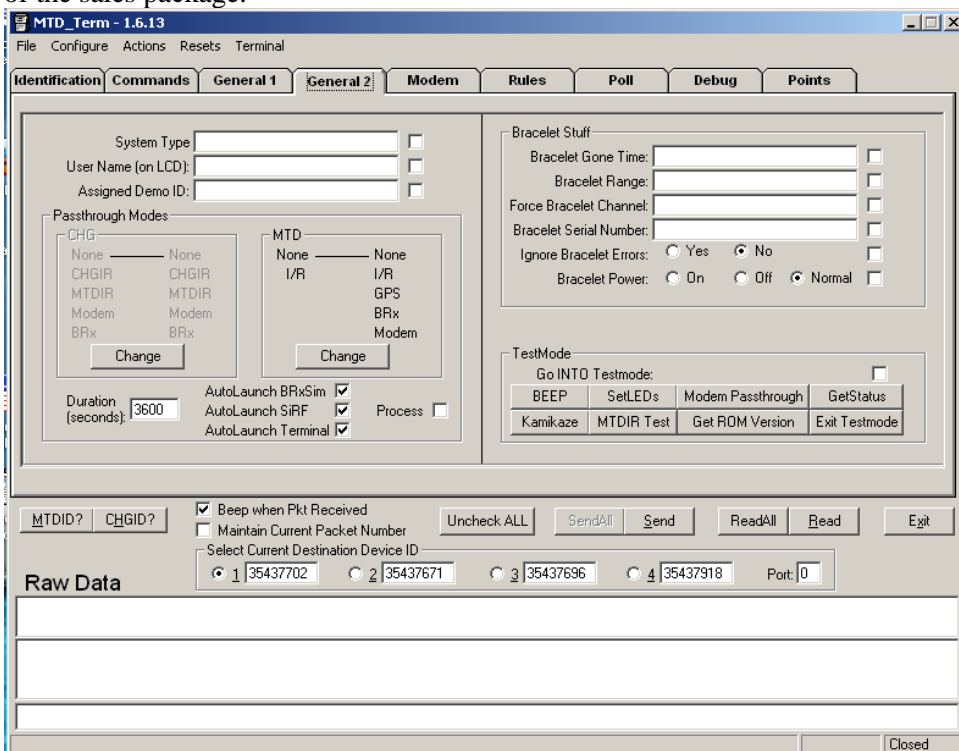 of the sales package.
MTD_Term - 1.6.13
File Configure Actions Resets Terminal
Identification Commands General 1 General 2 Modem Rules Poll Debug Points
System Type
User Name (on LCD):
Assigned Demo ID:
Passthrough Modes
CHG
None None
CHGIR CHGIR
MTDIR MTDIR
Modem Modem
BRx BRx
Change
MTD
None None
I/R I/R
GPS
BRx
Modem
Change
Duration
(seconds): 3600
AutoLaunch BRxSim
AutoLaunch SiRF
AutoLaunch Terminal
Process
Bracelet Stuff
Bracelet Gone Time:
Bracelet Range:
Force Bracelet Channel:
Bracelet Serial Number:
Ignore Bracelet Errors: Yes No
Bracelet Power: On Off Normal
TestMode
Go INTO Testmode:
BEEP SetLEDs Modem Passthrough GetStatus
Kamikaze MTDIR Test Get ROM Version Exit Testmode
MTDID? CHGID?
Beep when Pkt Received
Maintain Current Packet Number
Uncheck ALL SendAll Send ReadAll Read Exit
Select Current Destination Device ID
1 35437702 2 35437671 3 35437696 4 35437918 Port: 0
Raw Data
Closed